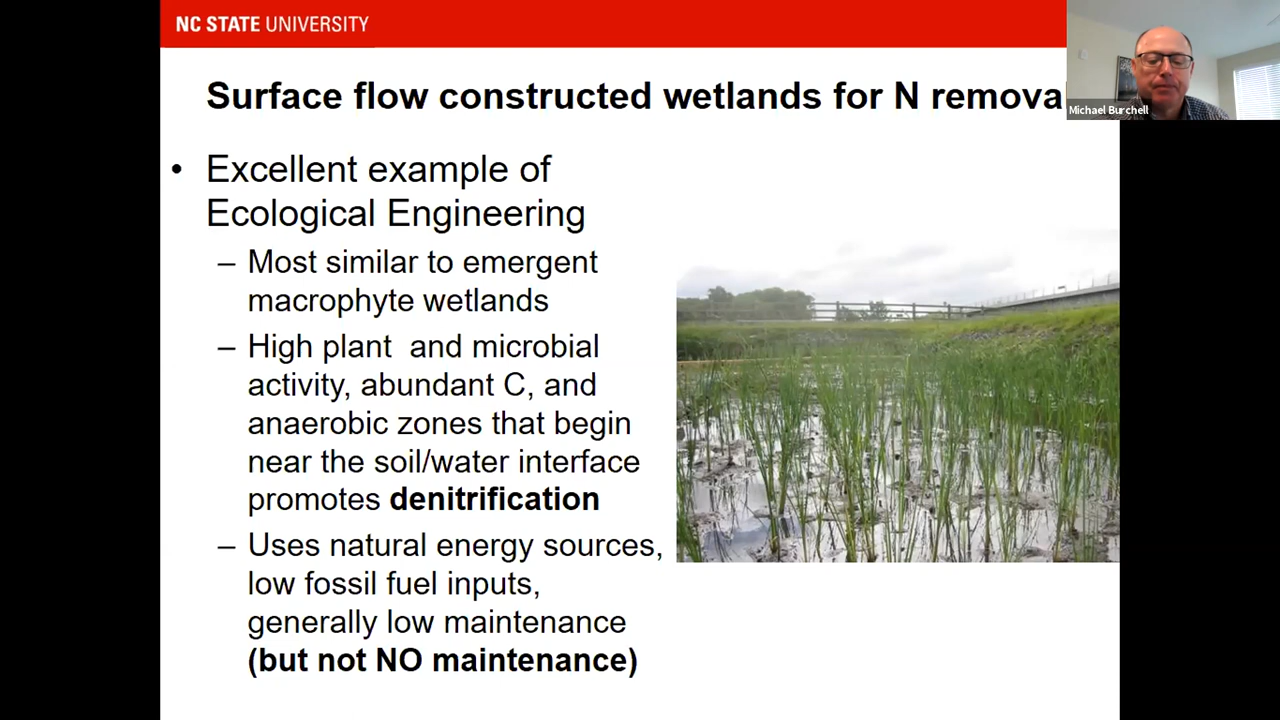 NC STATE UNIVERSITY
Surface flow constructed wetlands for N remova
Michael Burchell
• Excellent example of
Ecological Engineering
– Most similar to emergent
macrophyte wetlands
– High plant and microbial
activity, abundant C, and
anaerobic zones that begin
near the soil/water interface
promotes denitrification
– Uses natural energy sources,
low fossil fuel inputs,
generally low maintenance
(but not NO maintenance)